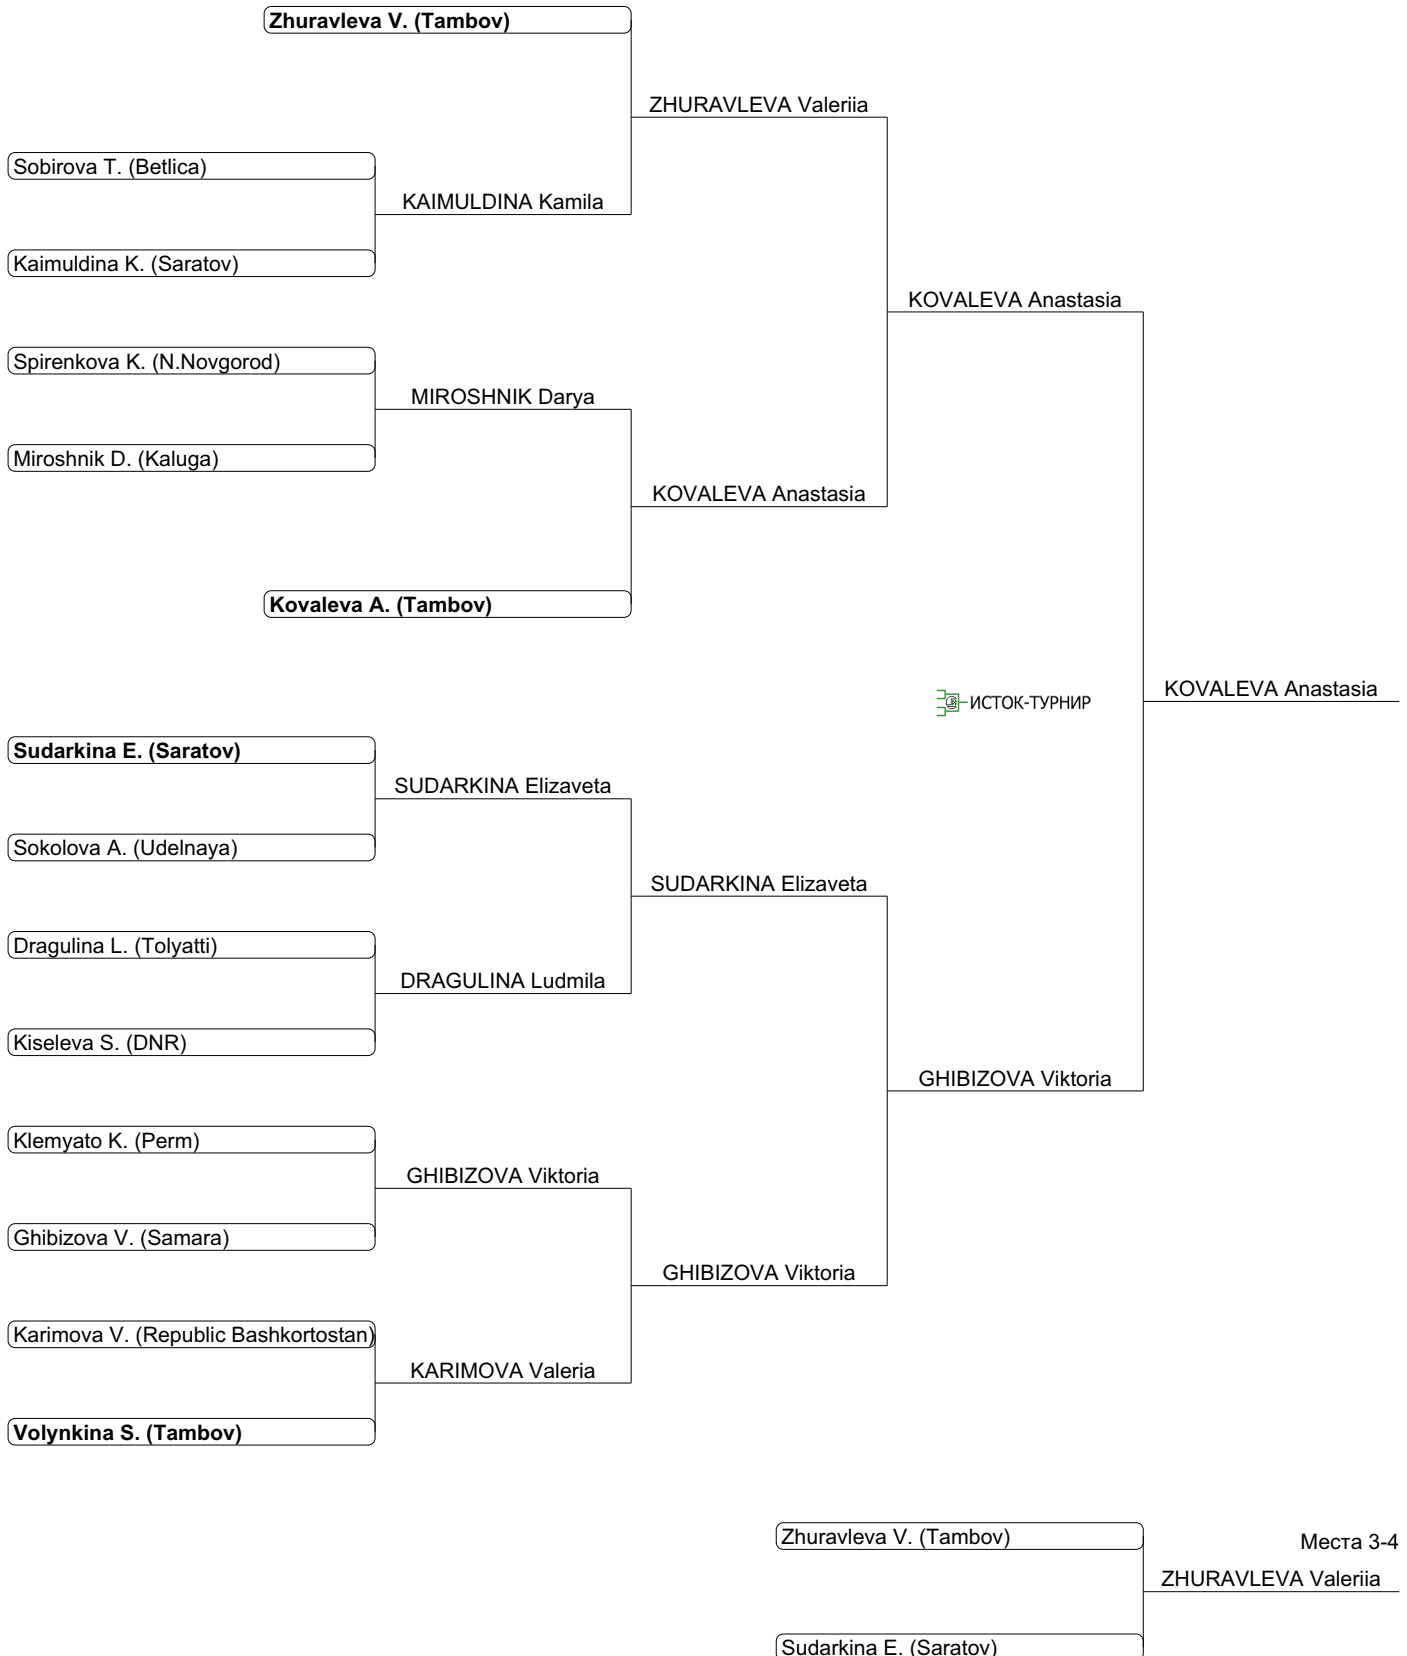 Zhuravleva V. (Tambov)
ZHURAVLEVA Valeriia
Sobirova T. (Betlica)
KAIMULDINA Kamila
Kaimuldina K. (Saratov)
KOVALEVA Anastasia
Spirenkova K. (N.Novgorod)
MIROSHNIK Darya
Miroshnik D. (Kaluga)
KOVALEVA Anastasia
Kovaleva A. (Tambov)
KOVALEVA Anastasia
ИСТОК-ТУРНИР
Sudarkina E. (Saratov)
SUDARKINA Elizaveta
Sokolova A. (Udelnaya)
SUDARKINA Elizaveta
Dragulina L. (Tolyatti)
DRAGULINA Ludmila
Kiseleva S. (DNR)
GHIBIZOVA Viktoria
Klemyato K. (Perm)
GHIBIZOVA Viktoria
Ghibizova V. (Samara)
GHIBIZOVA Viktoria
Karimova V. (Republic Bashkortostan)
KARIMOVA Valeria
Volynkina S. (Tambov)
Zhuravleva V. (Tambov)
Места 3-4
ZHURAVLEVA Valeriia
Sudarkina E. (Saratov)